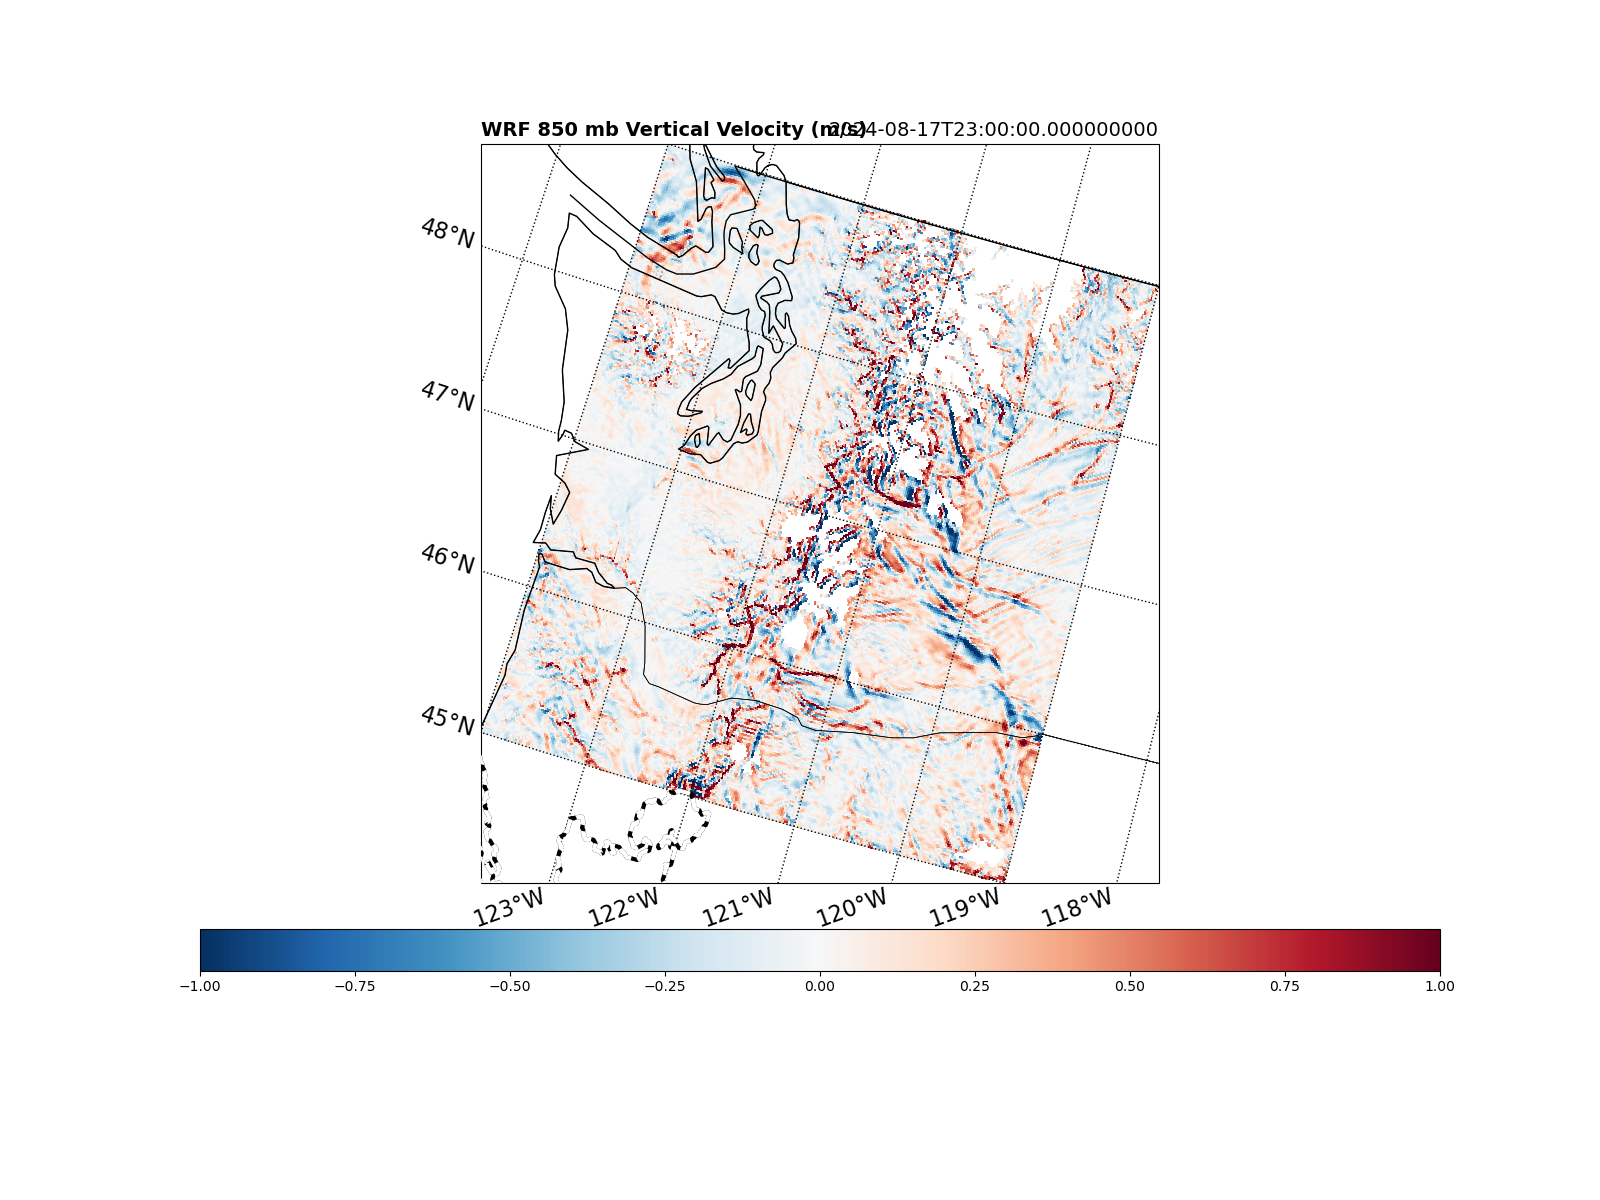 WRF 850 mb Vertical Velocity (m/s) 2024-08-17T23:00:00.000000000
48°N
47°N
46°N
45°N
123°W 122°W 121°W 120°W 119°W 118°W
−1.00 −0.75 −0.50 −0.25 0.00 0.25 0.50 0.75 1.00